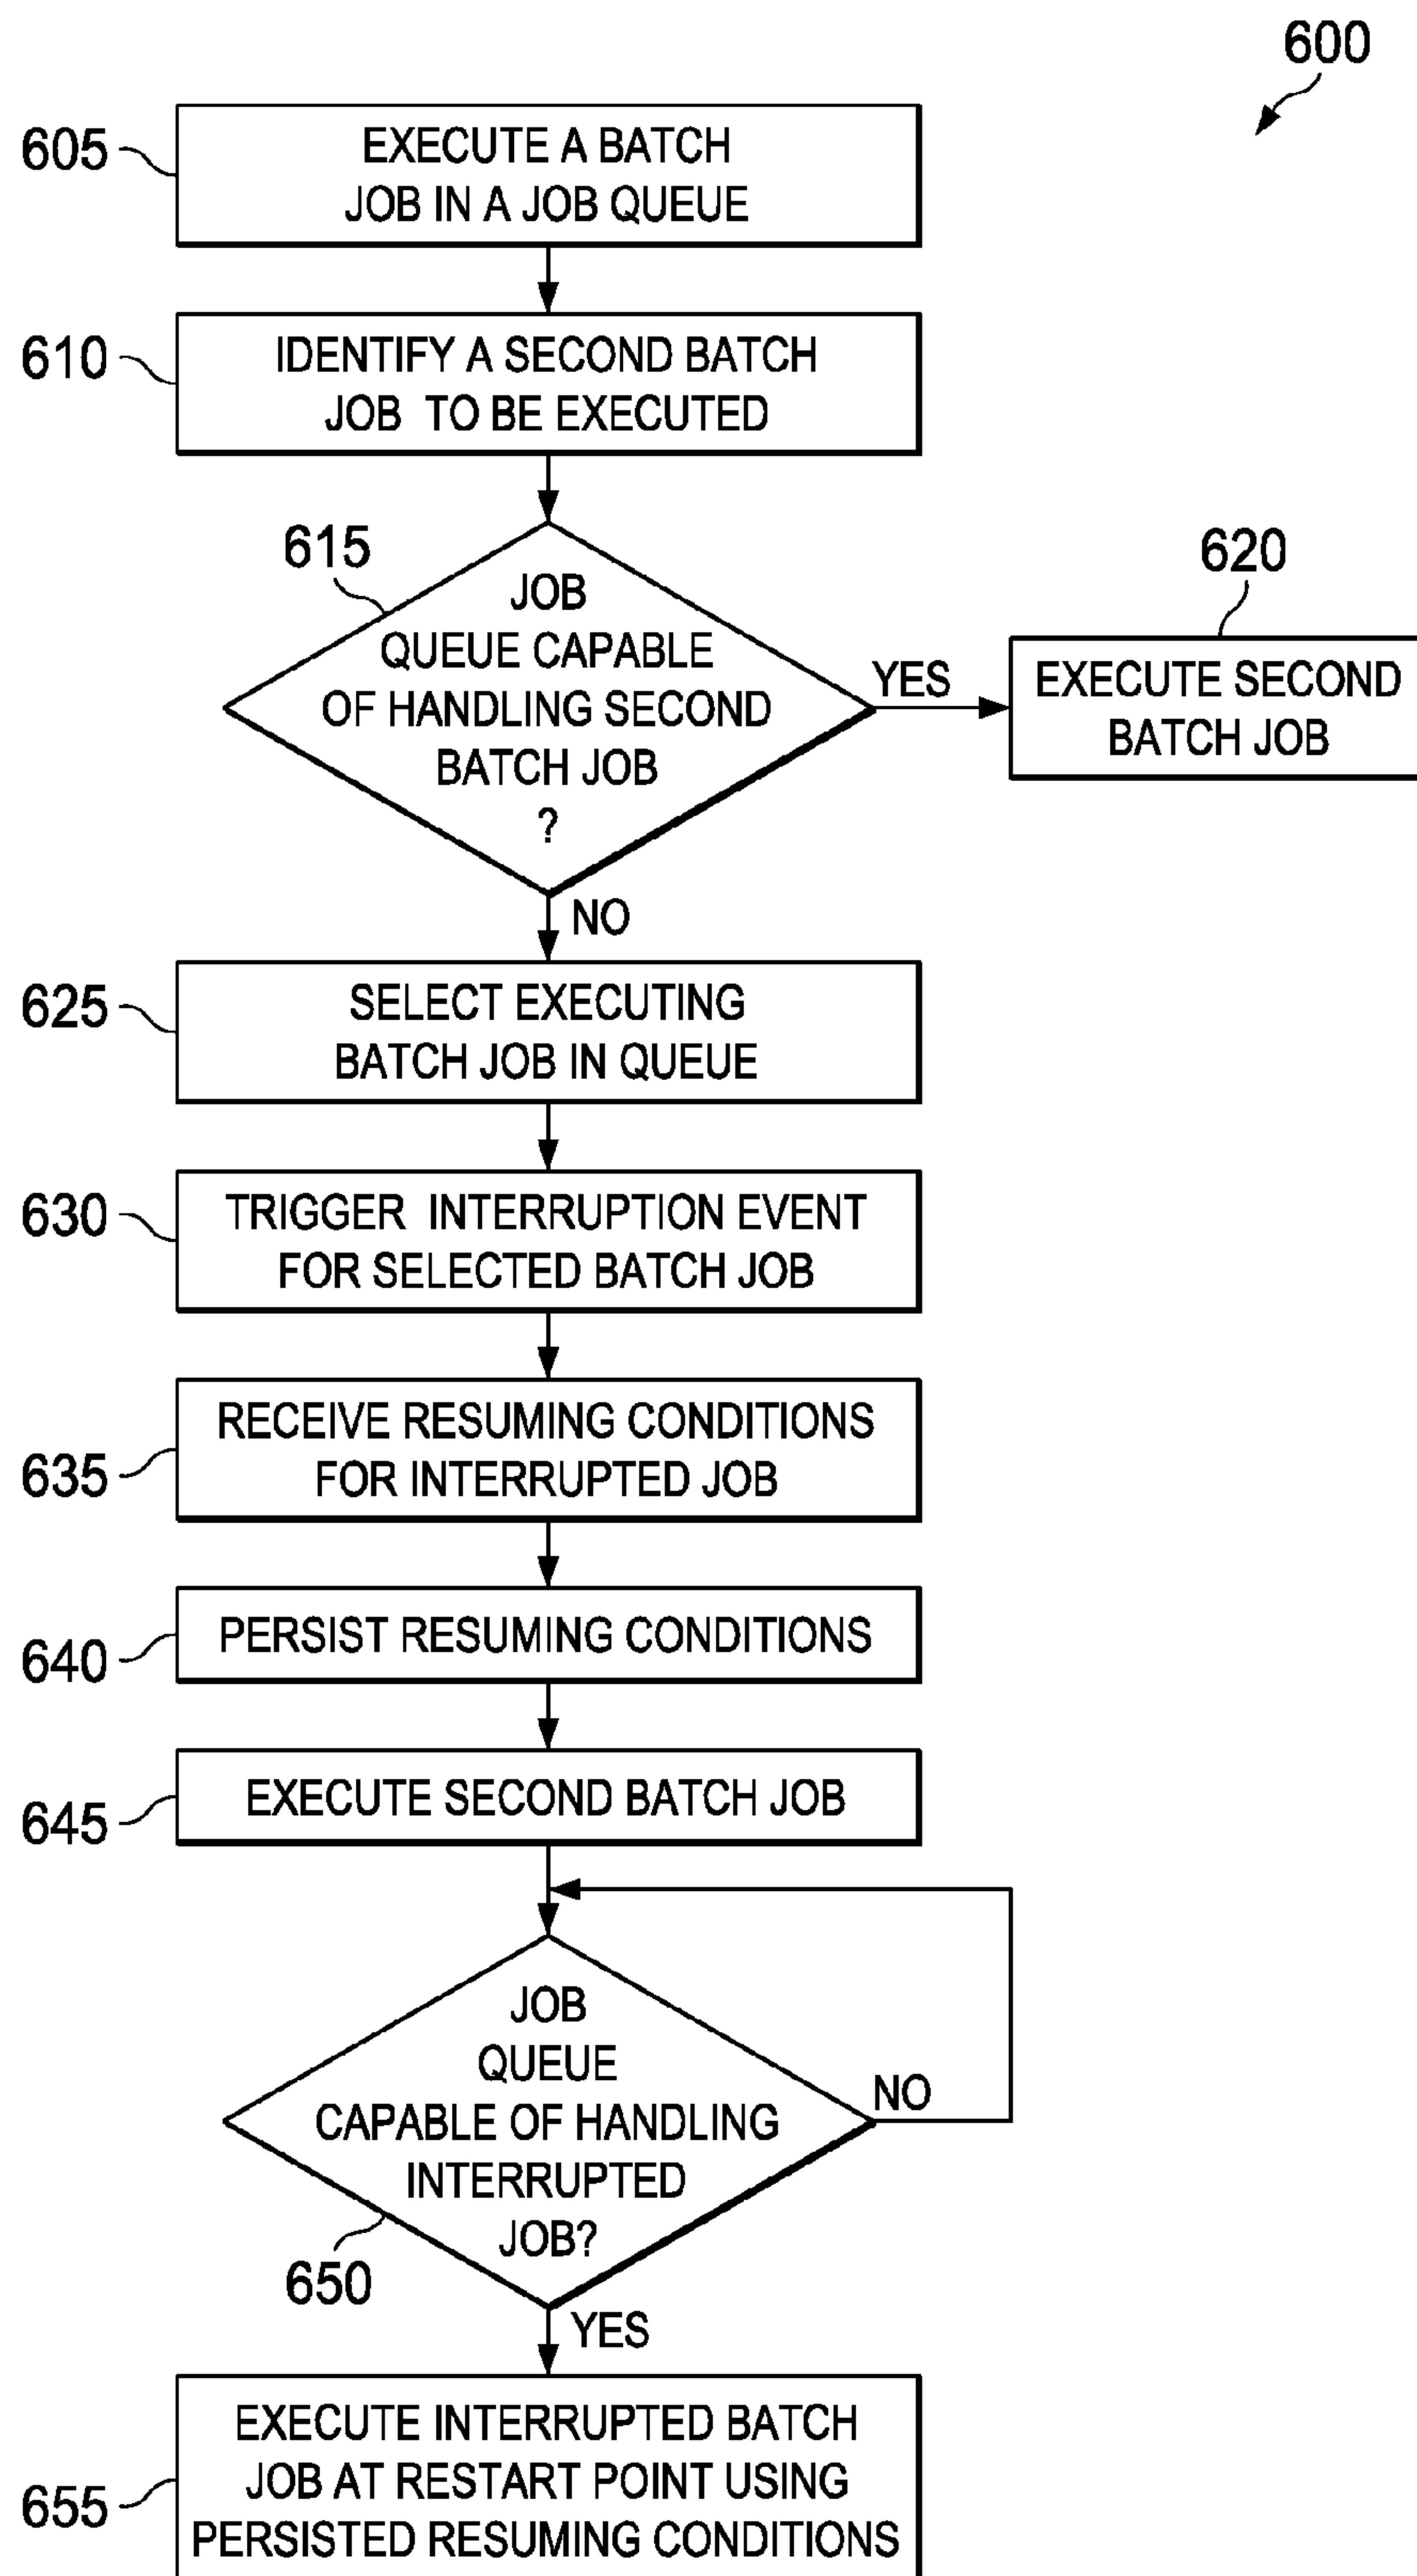 600
605
EXECUTE A BATCH
JOB IN A JOB QUEUE
610
IDENTIFY A SECOND BATCH
JOB TO BE EXECUTED
615
JOB
QUEUE CAPABLE
OF HANDLING SECOND
BATCH JOB
?
YES
620
EXECUTE SECOND
BATCH JOB
NO
625
SELECT EXECUTING
BATCH JOB IN QUEUE
630
TRIGGER INTERRUPTION EVENT
FOR SELECTED BATCH JOB
635
RECEIVE RESUMING CONDITIONS
FOR INTERRUPTED JOB
640
PERSIST RESUMING CONDITIONS
645
EXECUTE SECOND BATCH JOB
JOB
QUEUE
CAPABLE OF HANDLING
INTERRUPTED
JOB?
NO
650
YES
655
EXECUTE INTERRUPTED BATCH
JOB AT RESTART POINT USING
PERSISTED RESUMING CONDITIONS